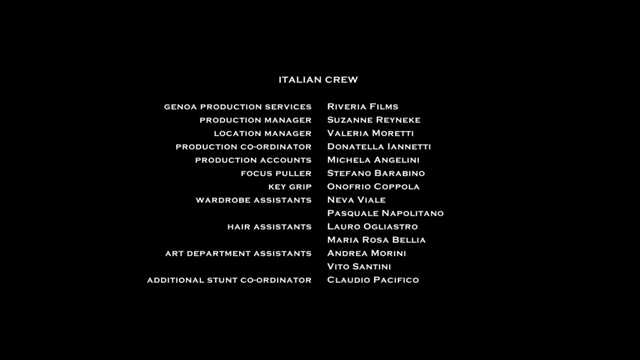 ITALIAN CREW
GENOA PRODUCTION SERVICES RIVERIA FILMS
PRODUCTION MANAGER SUZANNE REYNEKE
LOCATION MANAGER VALERIA MORETTI
PRODUCTION CO-ORDINATOR DONATELLA IANNETTI
PRODUCTION ACCOUNTS MICHELA ANGELINI
FOCUS PULLER STEFANO BARABINO
KEY GRIP ONOFRIO COPPOLA
WARDROBE ASSISTANTS NEVA VIALE
PASQUALE NAPOLITANO
HAIR ASSISTANTS LAURO OGLIASTRO
MARIA ROSA BELLIA
ART DEPARTMENT ASSISTANTS ANDREA MORINI
VITO SANTINI
ADDITIONAL STUNT CO-ORDINATOR CLAUDIO PACIFICO